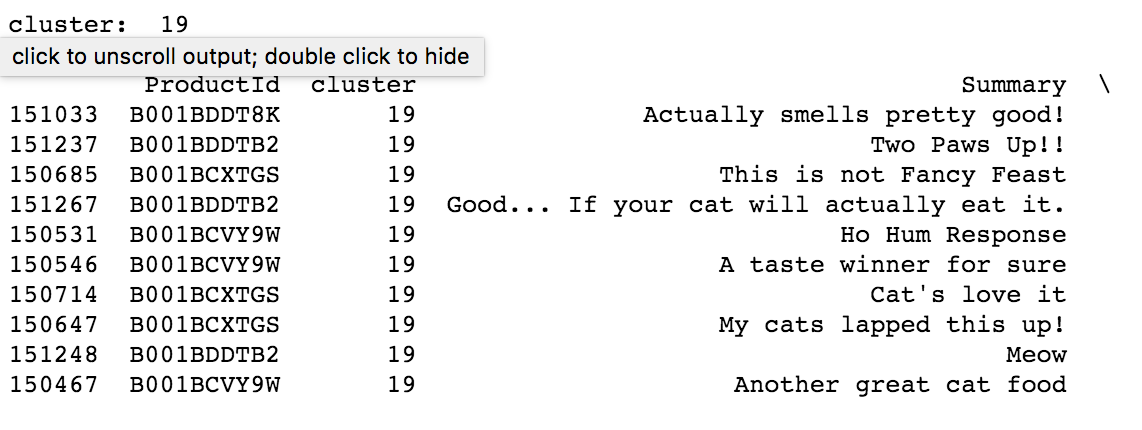 cluster:  19
click to unscroll output; double click to hide
ProductId  cluster  Summary  \
151033  B001BDDT8K  19  Actually smells pretty good!
151237  B001BDDTB2  19  Two Paws Up!!
150685  B001BCXTGS  19  This is not Fancy Feast
151267  B001BDDTB2  19  Good... If your cat will actually eat it.
150531  B001BCVY9W  19  Ho Hum Response
150546  B001BCVY9W  19  A taste winner for sure
150714  B001BCXTGS  19  Cat's love it
150647  B001BCXTGS  19  My cats lapped this up!
151248  B001BDDTB2  19  Meow
150467  B001BCVY9W  19  Another great cat food